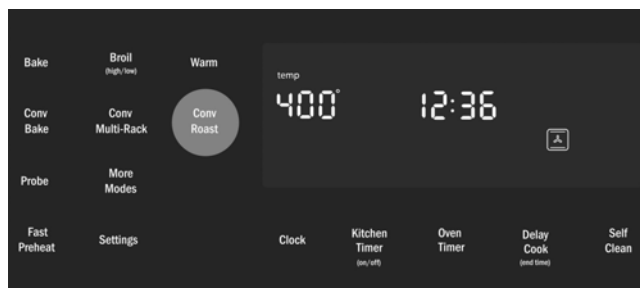 Bake
Broil
(high/low)
Warm
temp
400°
12:36
Conv
Bake
Conv
Multi-Rack
Conv
Roast
Probe
More
Modes
Fast
Preheat
Settings
Clock
Kitchen
Timer
(on/off)
Oven
Timer
Delay
Cook
(end time)
Self
Clean